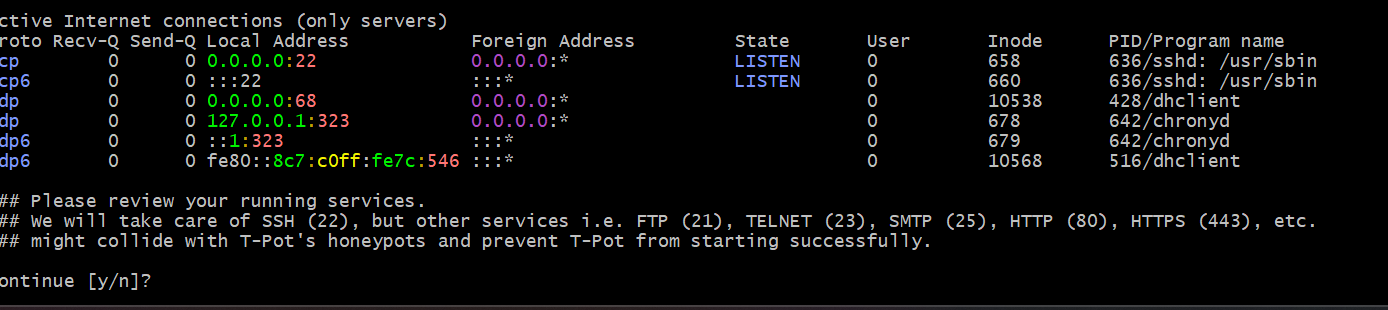 ctive Internet connections (only servers)
roto Recv-Q Send-Q Local Address Foreign Address State User Inode PID/Program name
cp 0 0 0.0.0.0:22 0.0.0.0:* LISTEN 0 658 636/sshd: /usr/sbin
cp6 0 0 :::22 :::* LISTEN 0 660 636/sshd: /usr/sbin
dp 0 0 0.0.0.0:68 0.0.0.0:* 0 10538 428/dhclient
dp 0 0 127.0.0.1:323 0.0.0.0:* 0 678 642/chronyd
dp6 0 0 ::1:323 :::* 0 679 642/chronyd
dp6 0 0 fe80::8c7:c0ff:fe7c:546 :::* 0 10568 516/dhclient
## Please review your running services.
## We will take care of SSH (22), but other services i.e. FTP (21), TELNET (23), SMTP (25), HTTP (80), HTTPS (443), etc.
## might collide with T-Pot's honeypots and prevent T-Pot from starting successfully.
ontinue [y/n]?